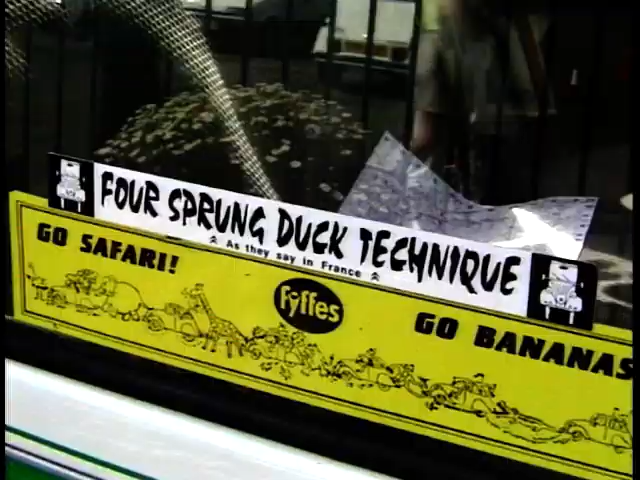 FOUR SPRUNG DUCK TECHNIQUE
As they say in France
GO SAFARI!
Fyffes
GO BANANAS